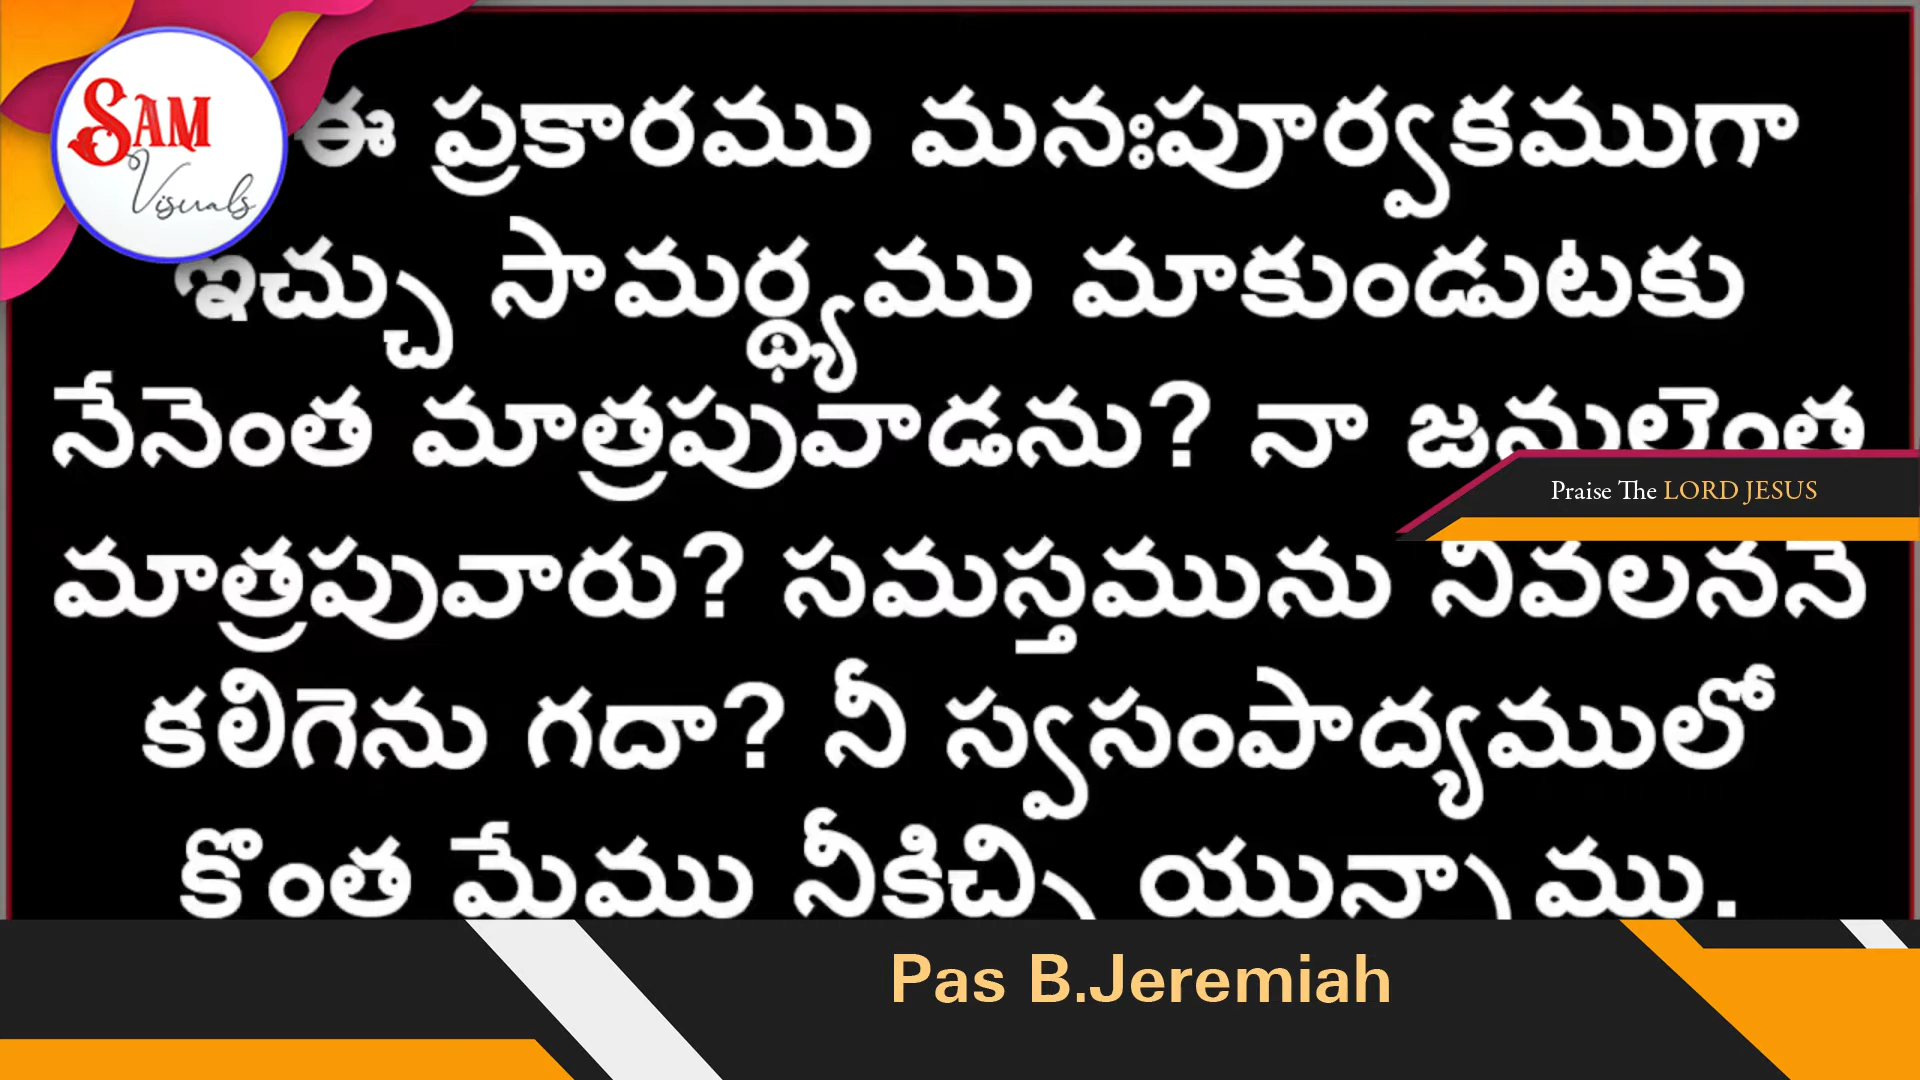 SAM
Visuals
ఈ ప్రకారము మనఃపూర్వకముగా
ఇచ్చు సామర్థ్యము మాకుండుటకు
నేనెంత మాత్రపువాడను? నా జనులెంత
Praise The LORD JESUS
మాత్రపువారు? సమస్తమును నీవలననే
కలిగెను గదా? నీ స్వసంపాద్యములో
కొంత మేము నీకిచ్చి యున్నాము.
Pas B.Jeremiah